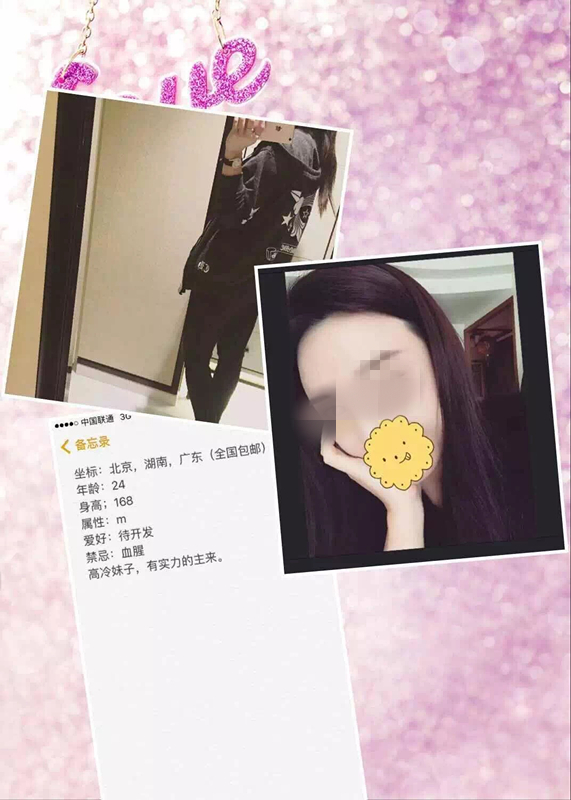 Love
中国联通 3G
备忘录
坐标：北京，湖南，广东（全国包邮）
年龄：24
身高；168
属性：m
爱好：待开发
禁忌：血腥
高冷妹子，有实力的主来。